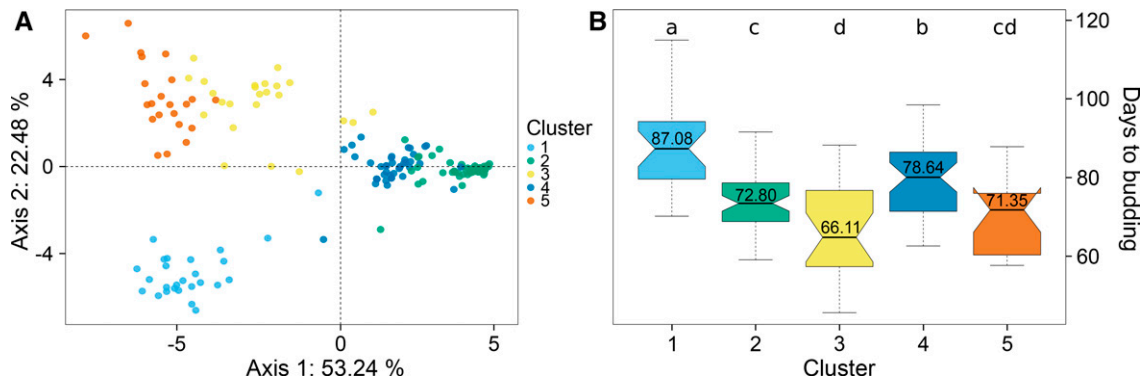 A
4
0
-4
Axis 2: 22.48 %
-5
0
5
Axis 1: 53.24 %
Cluster
1
2
3
4
5
B
a
c
d
b
cd
87.08
72.80
66.11
78.64
71.35
120
100
80
60
Days to budding
1
2
3
4
5
Cluster